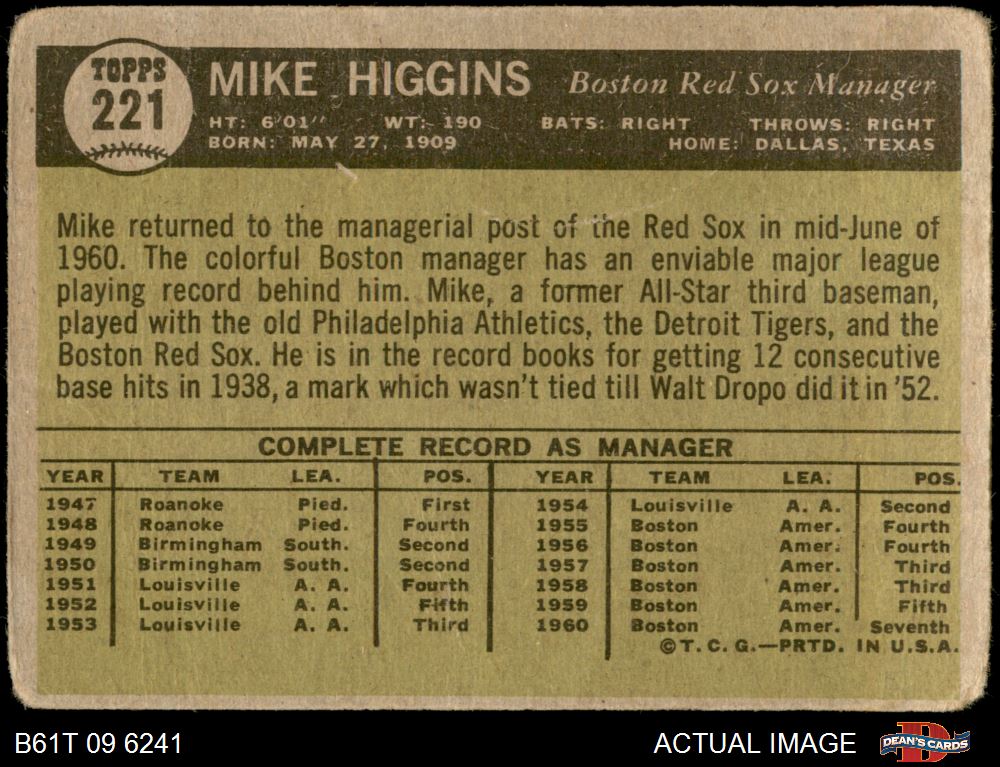 TOPPS
221
MIKE HIGGINS Boston Red Sox Manager
HT: 6'01" WT: 190 BATS: RIGHT THROWS: RIGHT
BORN: MAY 27, 1909 HOME: DALLAS, TEXAS
Mike returned to the managerial post of the Red Sox in mid-June of
1960. The colorful Boston manager has an enviable major league
playing record behind him. Mike, a former All-Star third baseman,
played with the old Philadelphia Athletics, the Detroit Tigers, and the
Boston Red Sox. He is in the record books for getting 12 consecutive
base hits in 1938, a mark which wasn't tied till Walt Dropo did it in '52.
COMPLETE RECORD AS MANAGER
YEAR TEAM LEA. POS. YEAR TEAM LEA. POS.
1947 Roanoke Pied. First 1954 Louisville A. A. Second
1948 Roanoke Pied. Fourth 1955 Boston Amer. Fourth
1949 Birmingham South. Second 1956 Boston Amer. Fourth
1950 Birmingham South. Second 1957 Boston Amer. Third
1951 Louisville A. A. Fourth 1958 Boston Amer. Third
1952 Louisville A. A. Fifth 1959 Boston Amer. Fifth
1953 Louisville A. A. Third 1960 Boston Amer. Seventh
©T. C. G.—PRTD. IN U.S.A.
B61T 09 6241 ACTUAL IMAGE DEAN'S CARDS